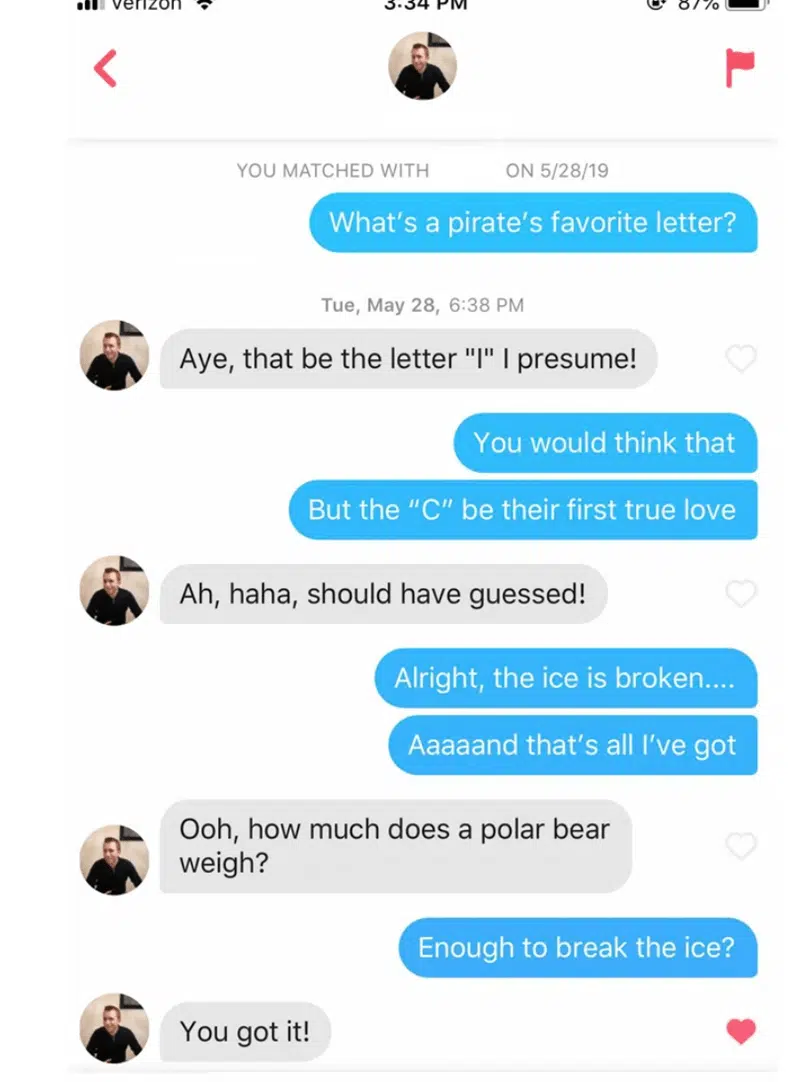 verizon 3:34 PM 87%
YOU MATCHED WITH ON 5/28/19
What's a pirate's favorite letter?
Tue, May 28, 6:38 PM
Aye, that be the letter "I" I presume!
You would think that
But the “C” be their first true love
Ah, haha, should have guessed!
Alright, the ice is broken....
Aaaaand that's all I've got
Ooh, how much does a polar bear
weigh?
Enough to break the ice?
You got it!